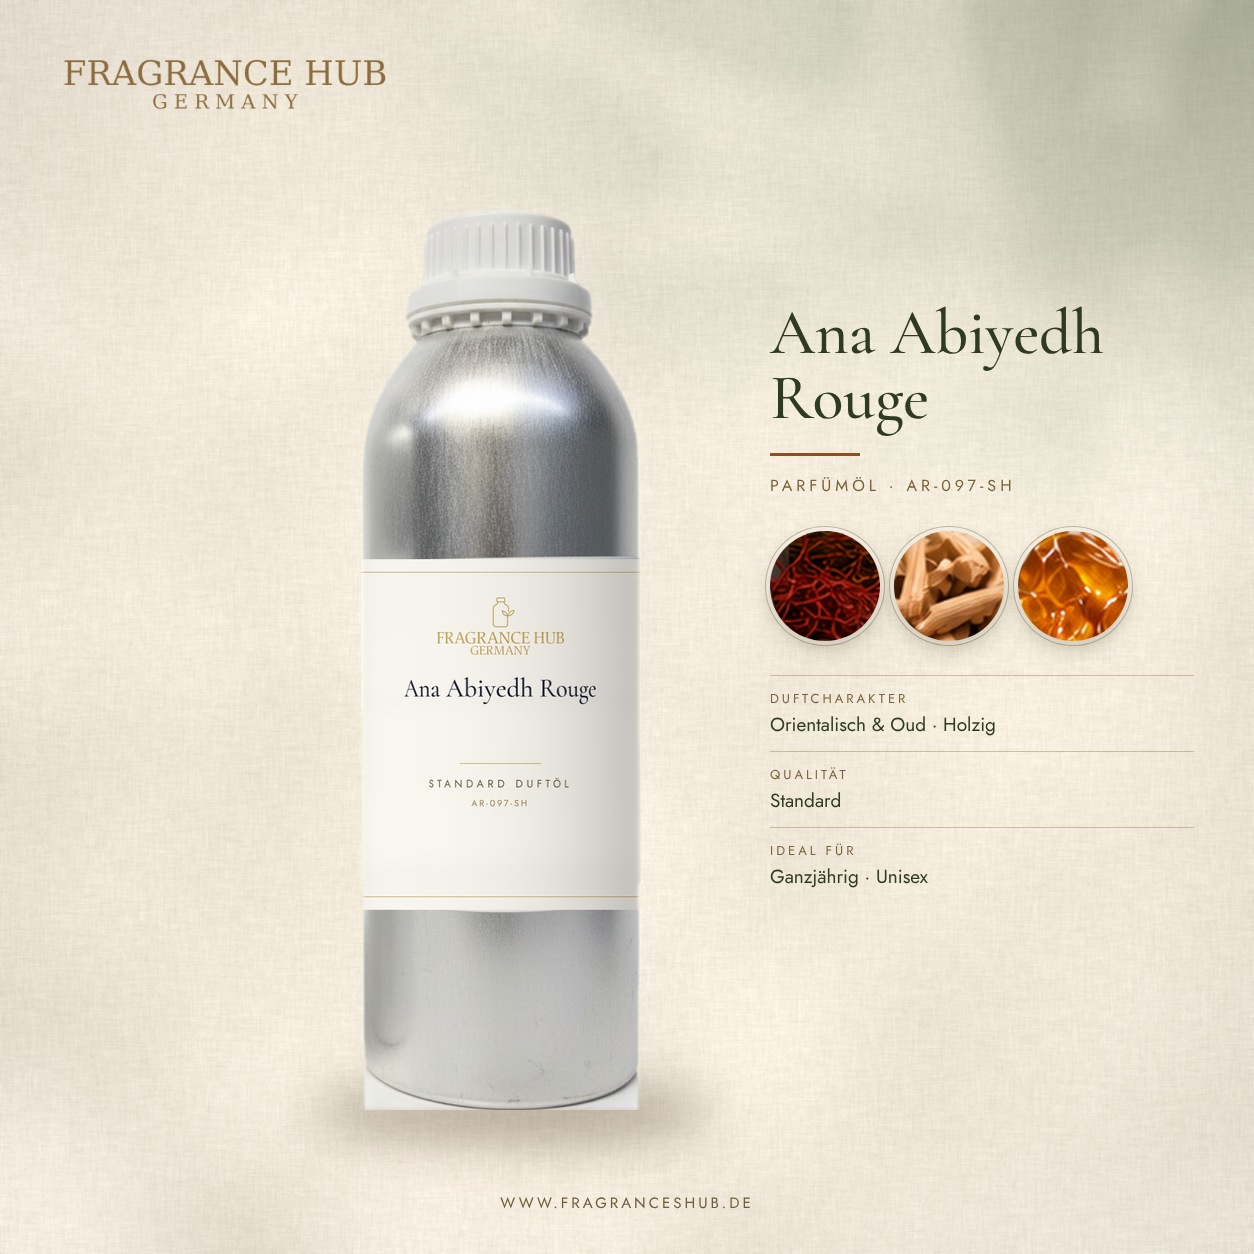 FRAGRANCE HUB
GERMANY
Ana Abiyedh
Rouge
PARFÜMÖL · AR-097-SH
FRAGRANCE HUB
GERMANY
Ana Abiyedh Rouge
STANDARD DUFTÖL
AR-097-SH
DUFTCHARAKTER
Orientalisch & Oud · Holzig
QUALITÄT
Standard
IDEAL FÜR
Ganzjährig · Unisex
WWW.FRAGRANCESHUB.DE